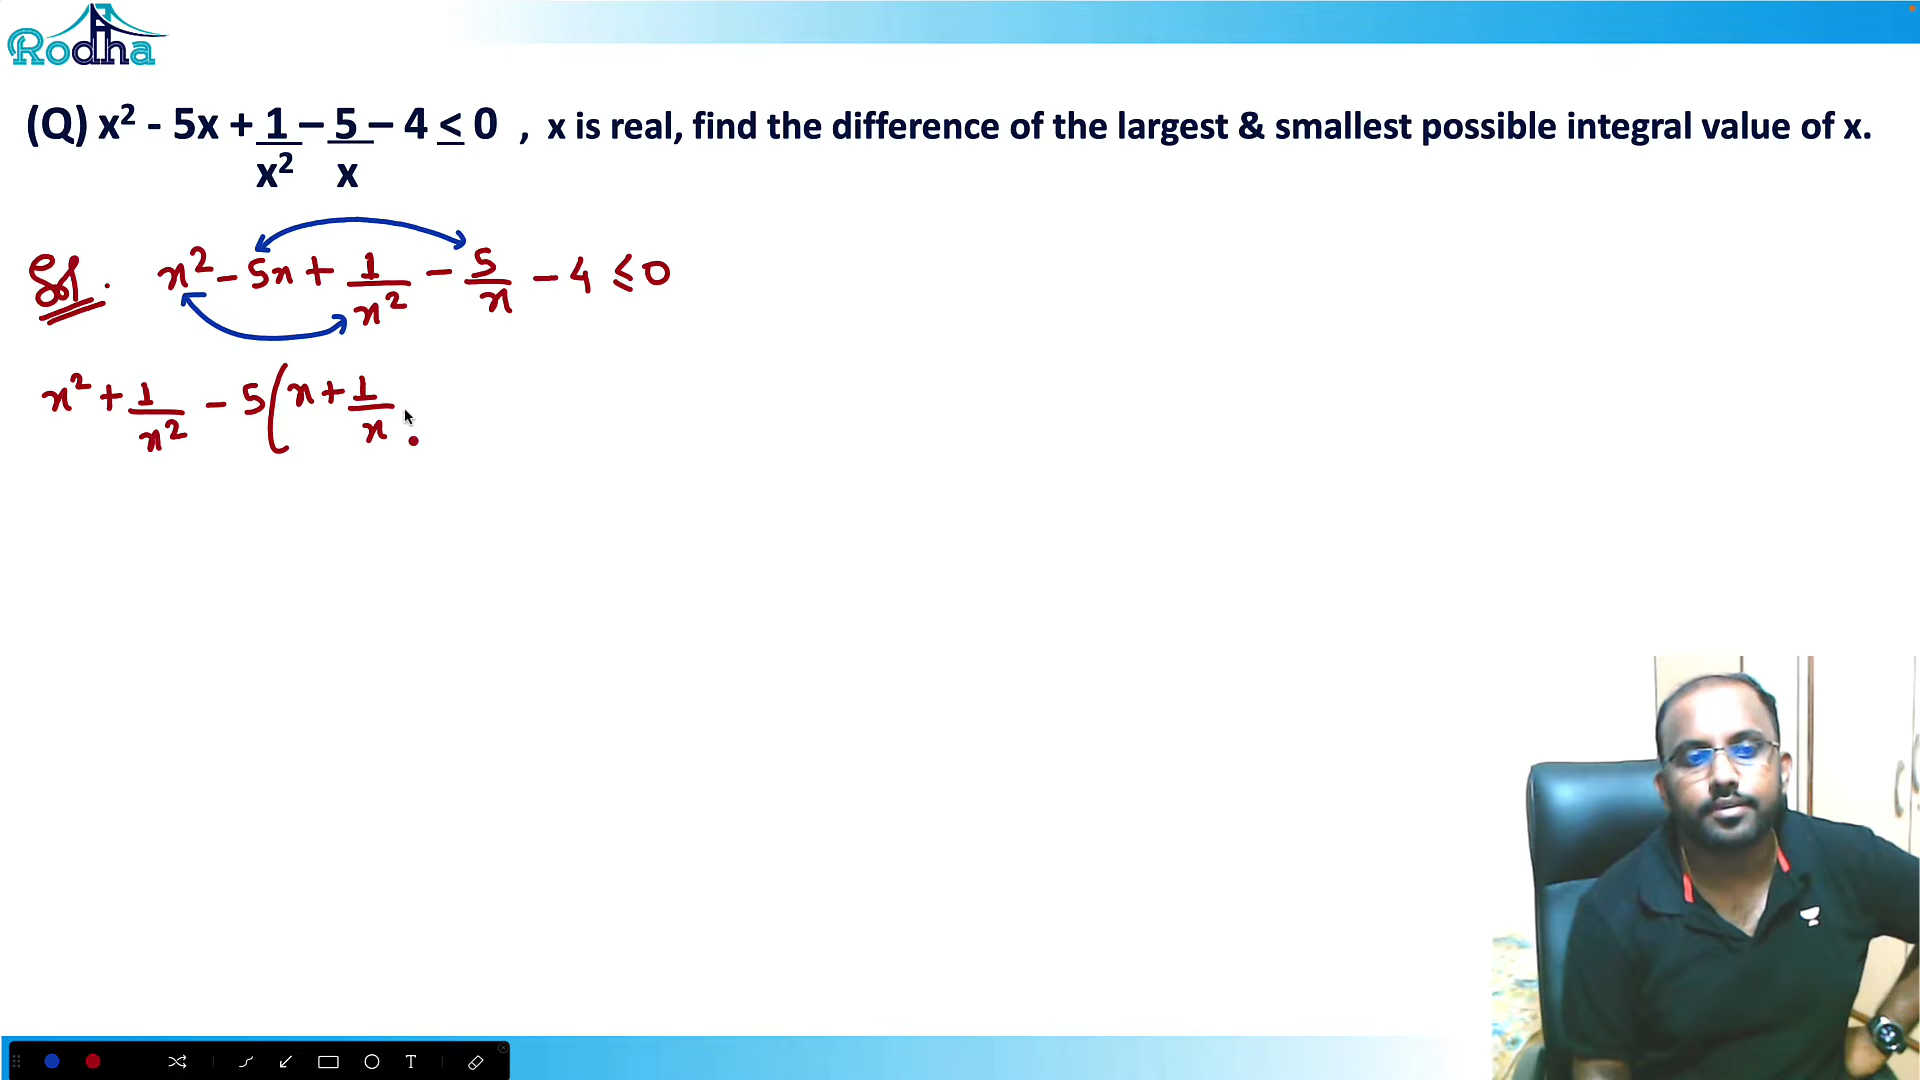 Rodha
(Q) x² - 5x + 1/x² – 5/x – 4 ≤ 0 , x is real, find the difference of the largest & smallest possible integral value of x.
Sol. x² - 5x + 1/x² - 5/x - 4 ≤ 0
x² + 1/x² - 5(x + 1/x
T